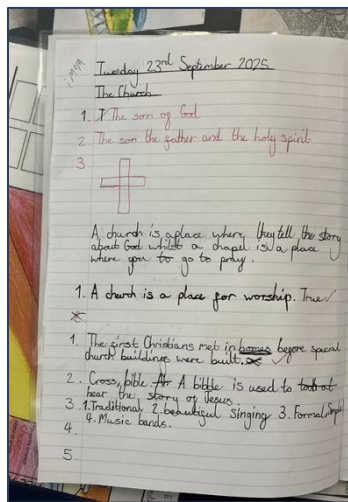 Tuesday 23rd September 2025
The Church
1. The son of God
2. The son the father and the holy spirit
3
A church is a place where they tell the story
about God whilst a chapel is a place
where you to go to pray.
1. A church is a place for worship. True
1. The first Christians met in homes before special
church buildings were built.
2. Cross, bible A bible is used to
hear the story of Jesus
3 1. Traditional 2. beautiful singing 3. Formal Simple
4. Music bands.
4.
5